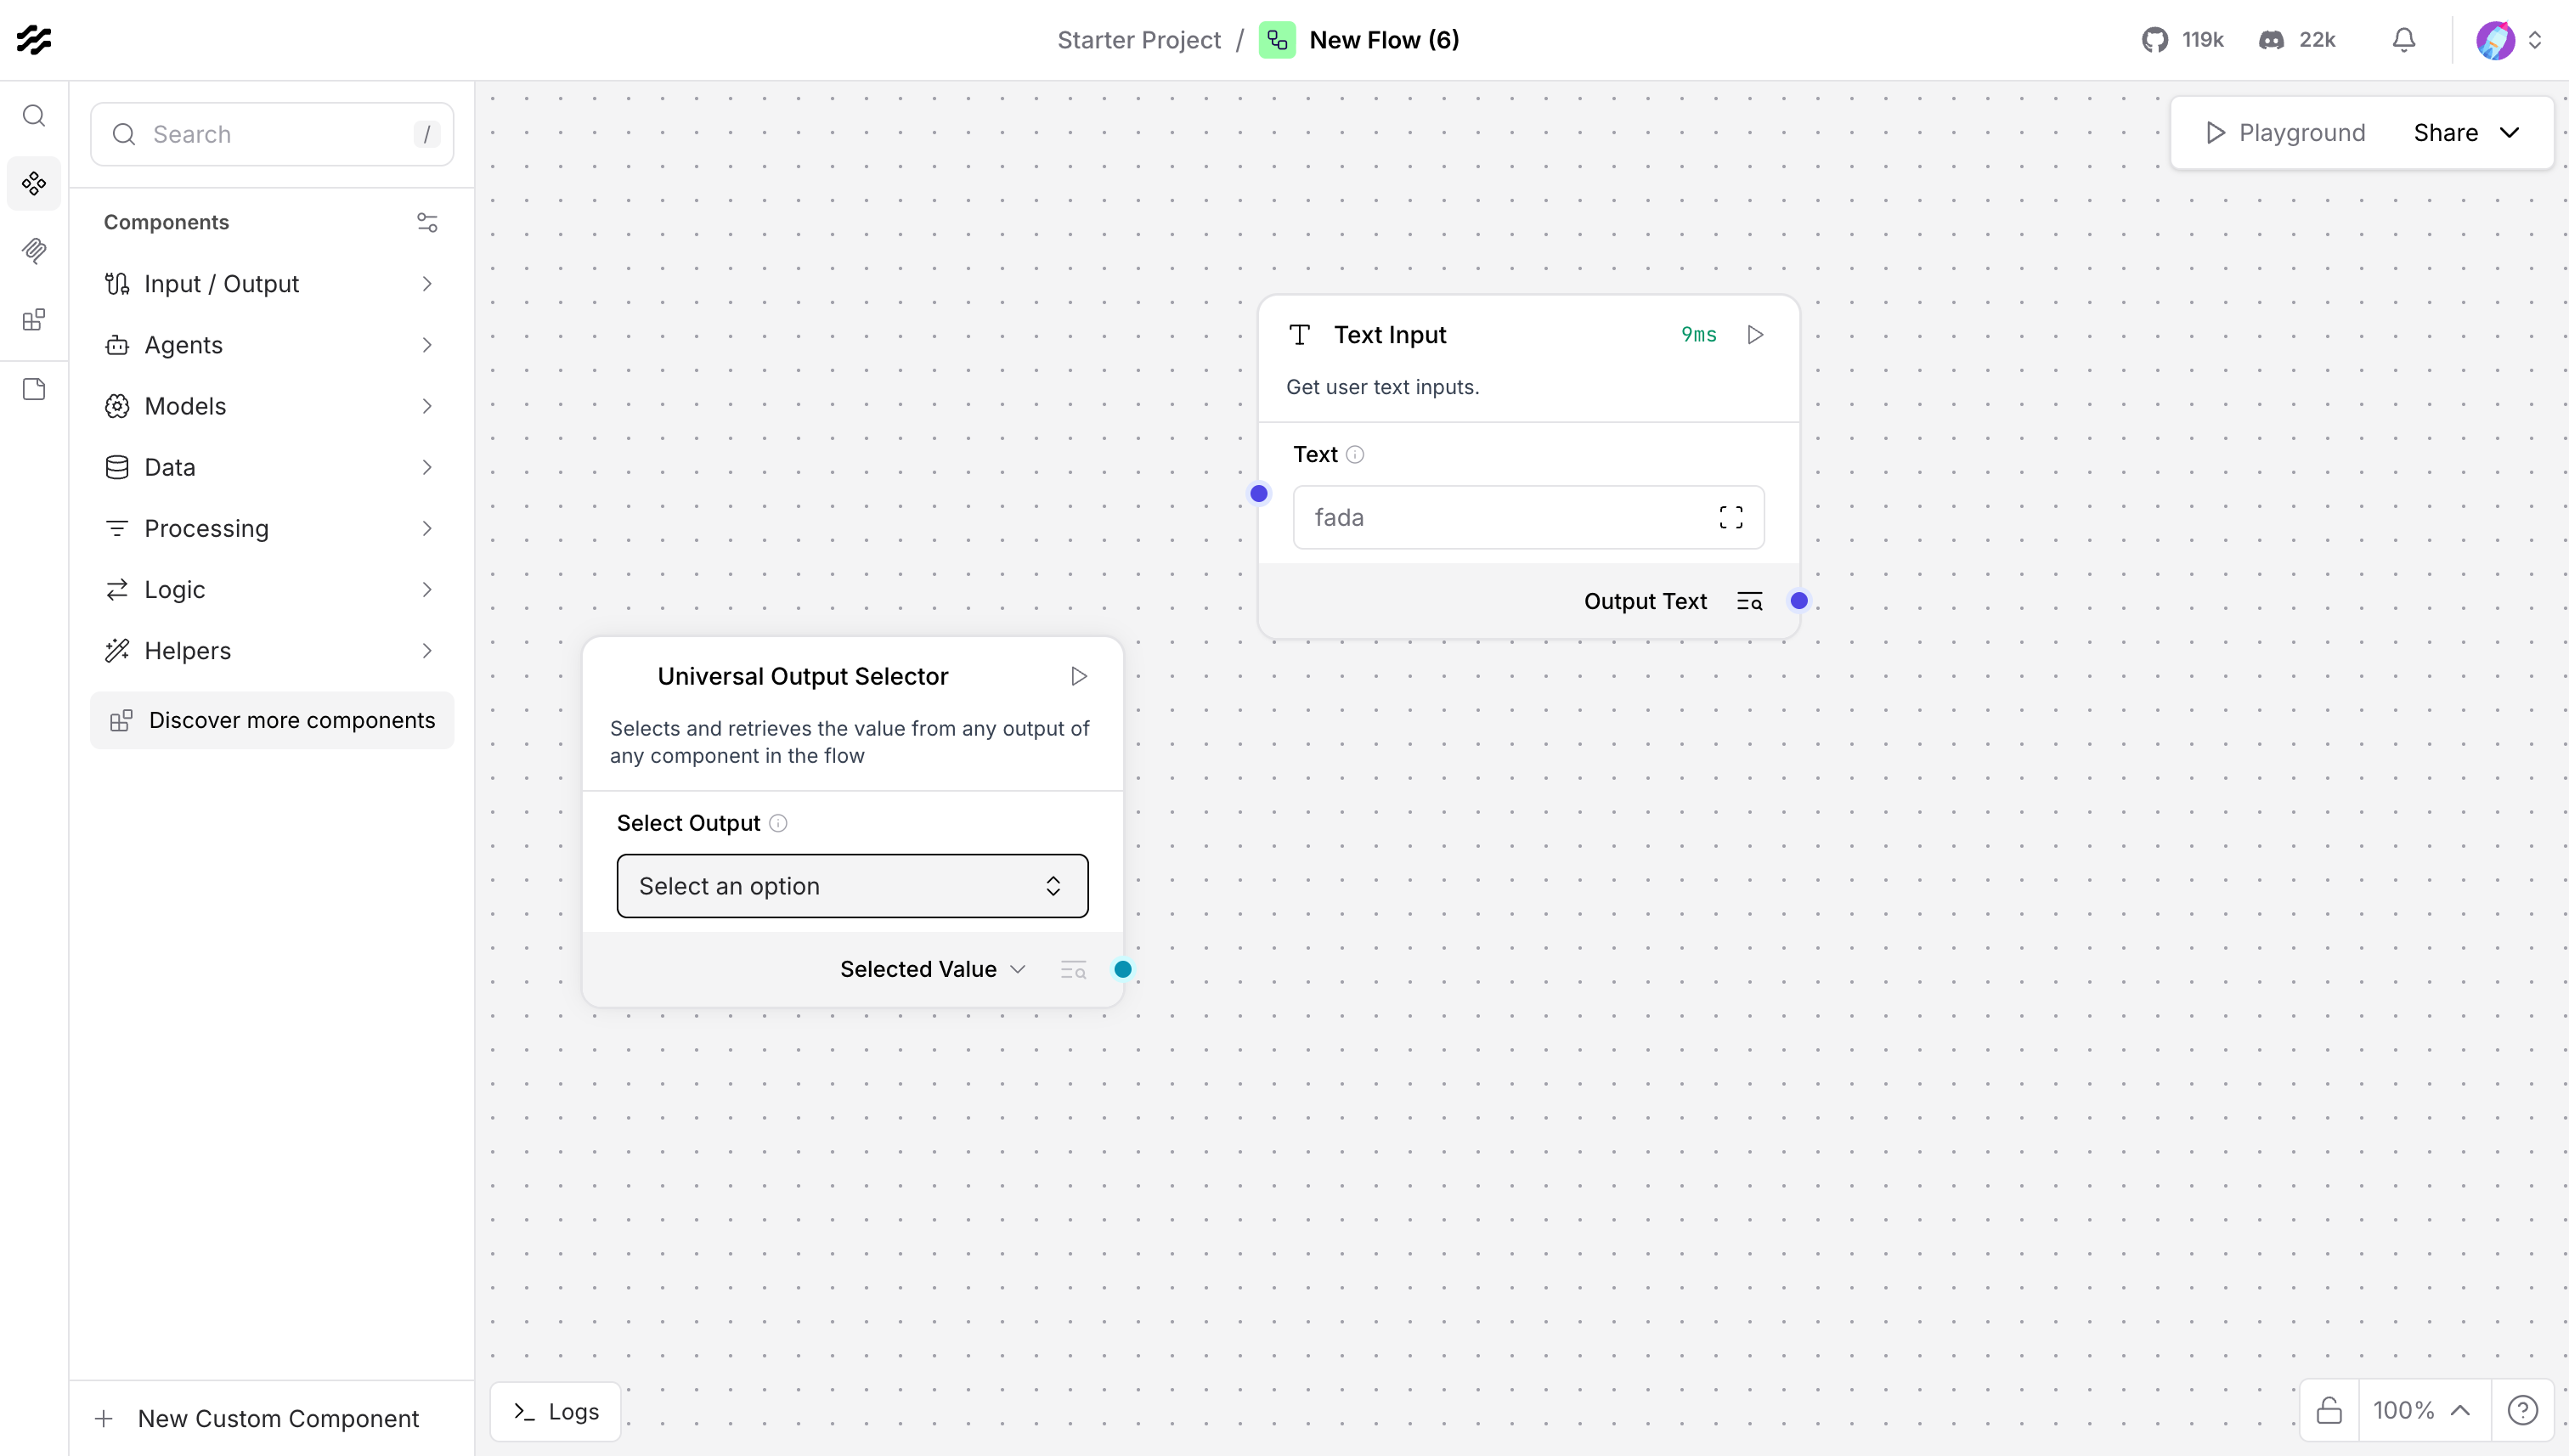 Starter Project / New Flow (6)
119k
22k
Search /
Playground
Share
Components
Input / Output
Agents
Models
Data
Processing
Logic
Helpers
Discover more components
Text Input
9ms
Get user text inputs.
Text
fada
Output Text
Universal Output Selector
Selects and retrieves the value from any output of
any component in the flow
Select Output
Select an option
Selected Value
New Custom Component
Logs
100%